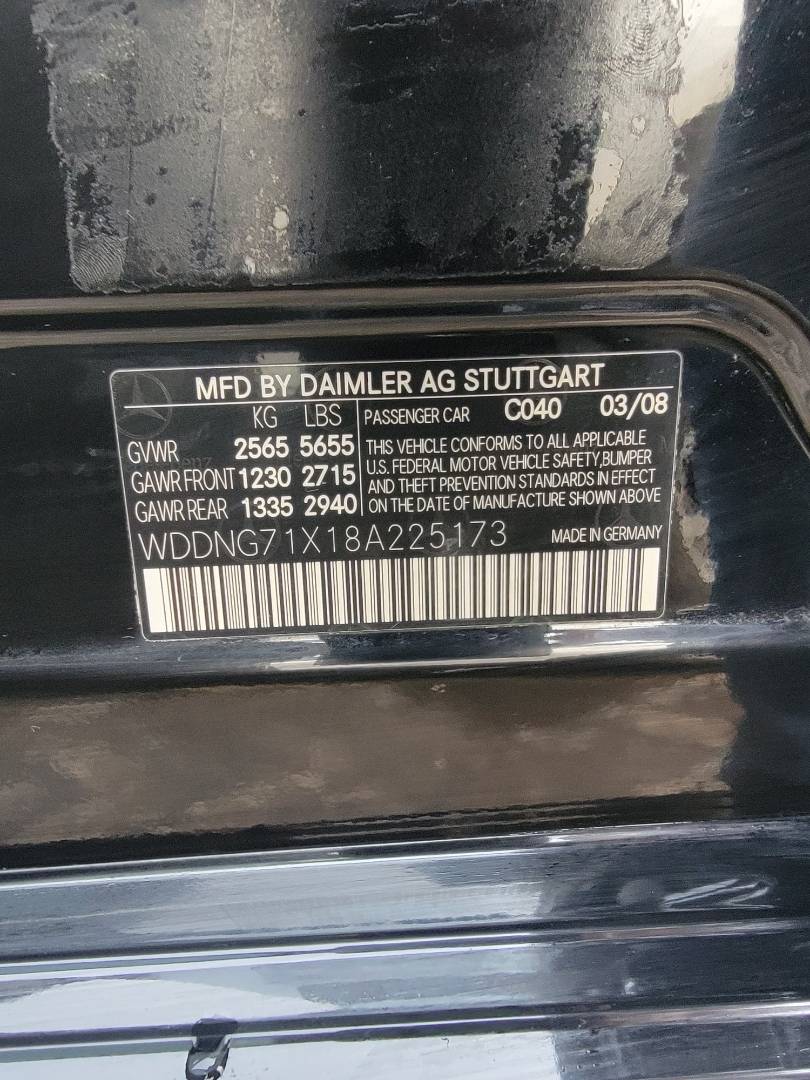 MFD BY DAIMLER AG STUTTGART
KG LBS
GVWR 2565 5655
GAWR FRONT 1230 2715
GAWR REAR 1335 2940
PASSENGER CAR C040 03/08
THIS VEHICLE CONFORMS TO ALL APPLICABLE
U.S. FEDERAL MOTOR VEHICLE SAFETY,BUMPER
AND THEFT PREVENTION STANDARDS IN EFFECT
ON THE DATE OF MANUFACTURE SHOWN ABOVE
WDDNG71X18A225173 MADE IN GERMANY